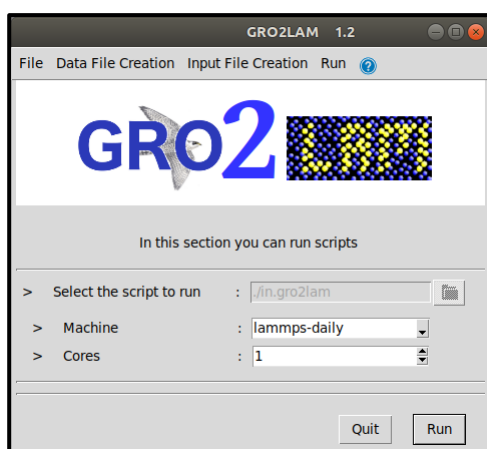 GRO2LAM 1.2
File Data File Creation Input File Creation Run ?
GRO2LAM
In this section you can run scripts
> Select the script to run : ./in.gro2lam
> Machine : lammps-daily
> Cores : 1
Quit Run